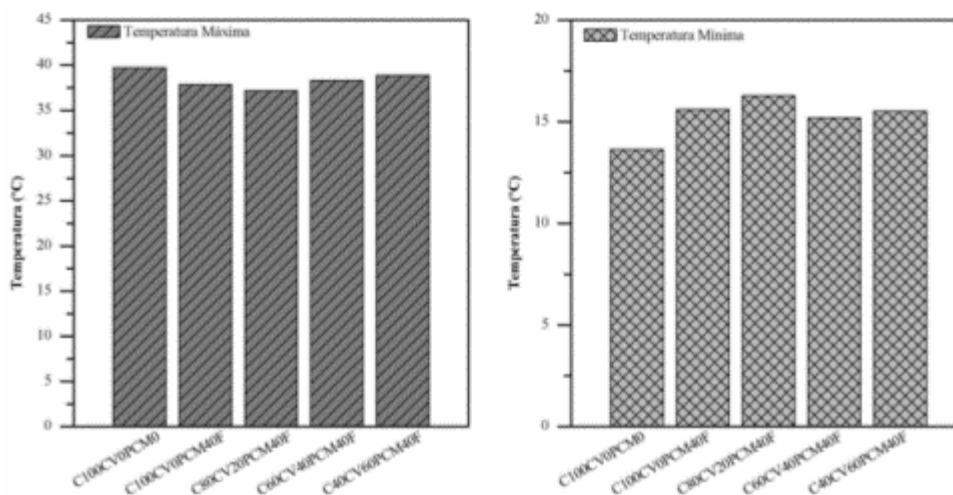 Temperatura Máxima
45
40
35
30
25
20
15
10
5
0
Temperatura (°C)
C100CV0PCM0
C100CV0PCM40F
C80CV20PCM40F
C60CV40PCM40F
C40CV60PCM40F
Temperatura Mínima
20
15
10
5
0
Temperatura (°C)
C100CV0PCM0
C100CV0PCM40F
C80CV20PCM40F
C60CV40PCM40F
C40CV60PCM40F